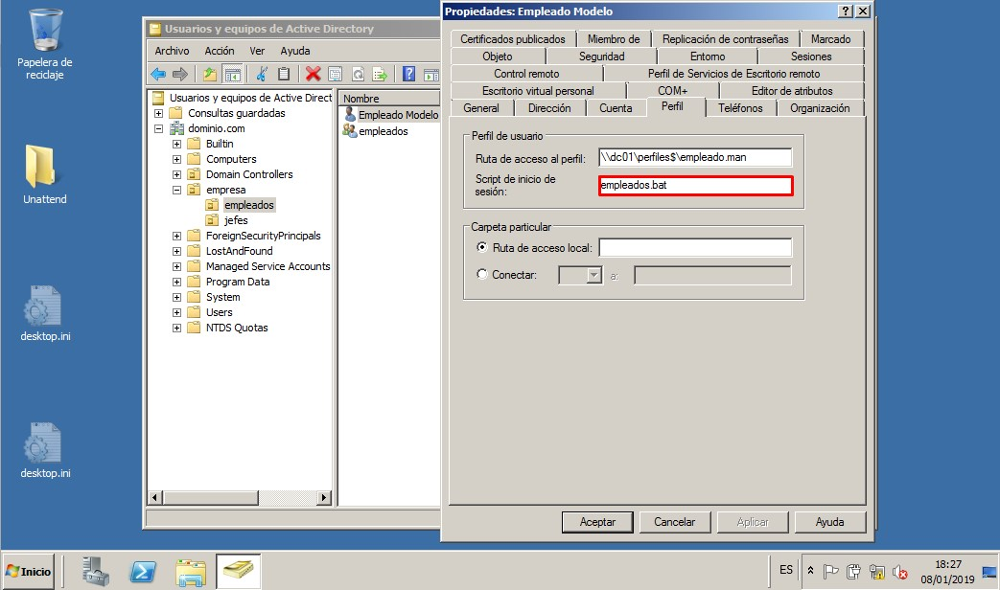 Papelera de
reciclaje
Unattend
desktop.ini
desktop.ini
Usuarios y equipos de Active Directory
Archivo Acción Ver Ayuda
Usuarios y equipos de Active Direct
Consultas guardadas
dominio.com
Builtin
Computers
Domain Controllers
empresa
empleados
jefes
ForeignSecurityPrincipals
LostAndFound
Managed Service Accounts
Program Data
System
Users
NTDS Quotas
Nombre
Empleado Modelo
empleados
Propiedades: Empleado Modelo
Certificados publicados Miembro de Replicación de contraseñas Marcado
Objeto Seguridad Entorno Sesiones
Control remoto Perfil de Servicios de Escritorio remoto
Escritorio virtual personal COM+ Editor de atributos
General Dirección Cuenta Perfil Teléfonos Organización
Perfil de usuario
Ruta de acceso al perfil: \\dc01\perfiles$\empleado.man
Script de inicio de
sesión:
empleados.bat
Carpeta particular
Ruta de acceso local:
Conectar: a:
Aceptar Cancelar Aplicar Ayuda
Inicio
ES
18:27
08/01/2019